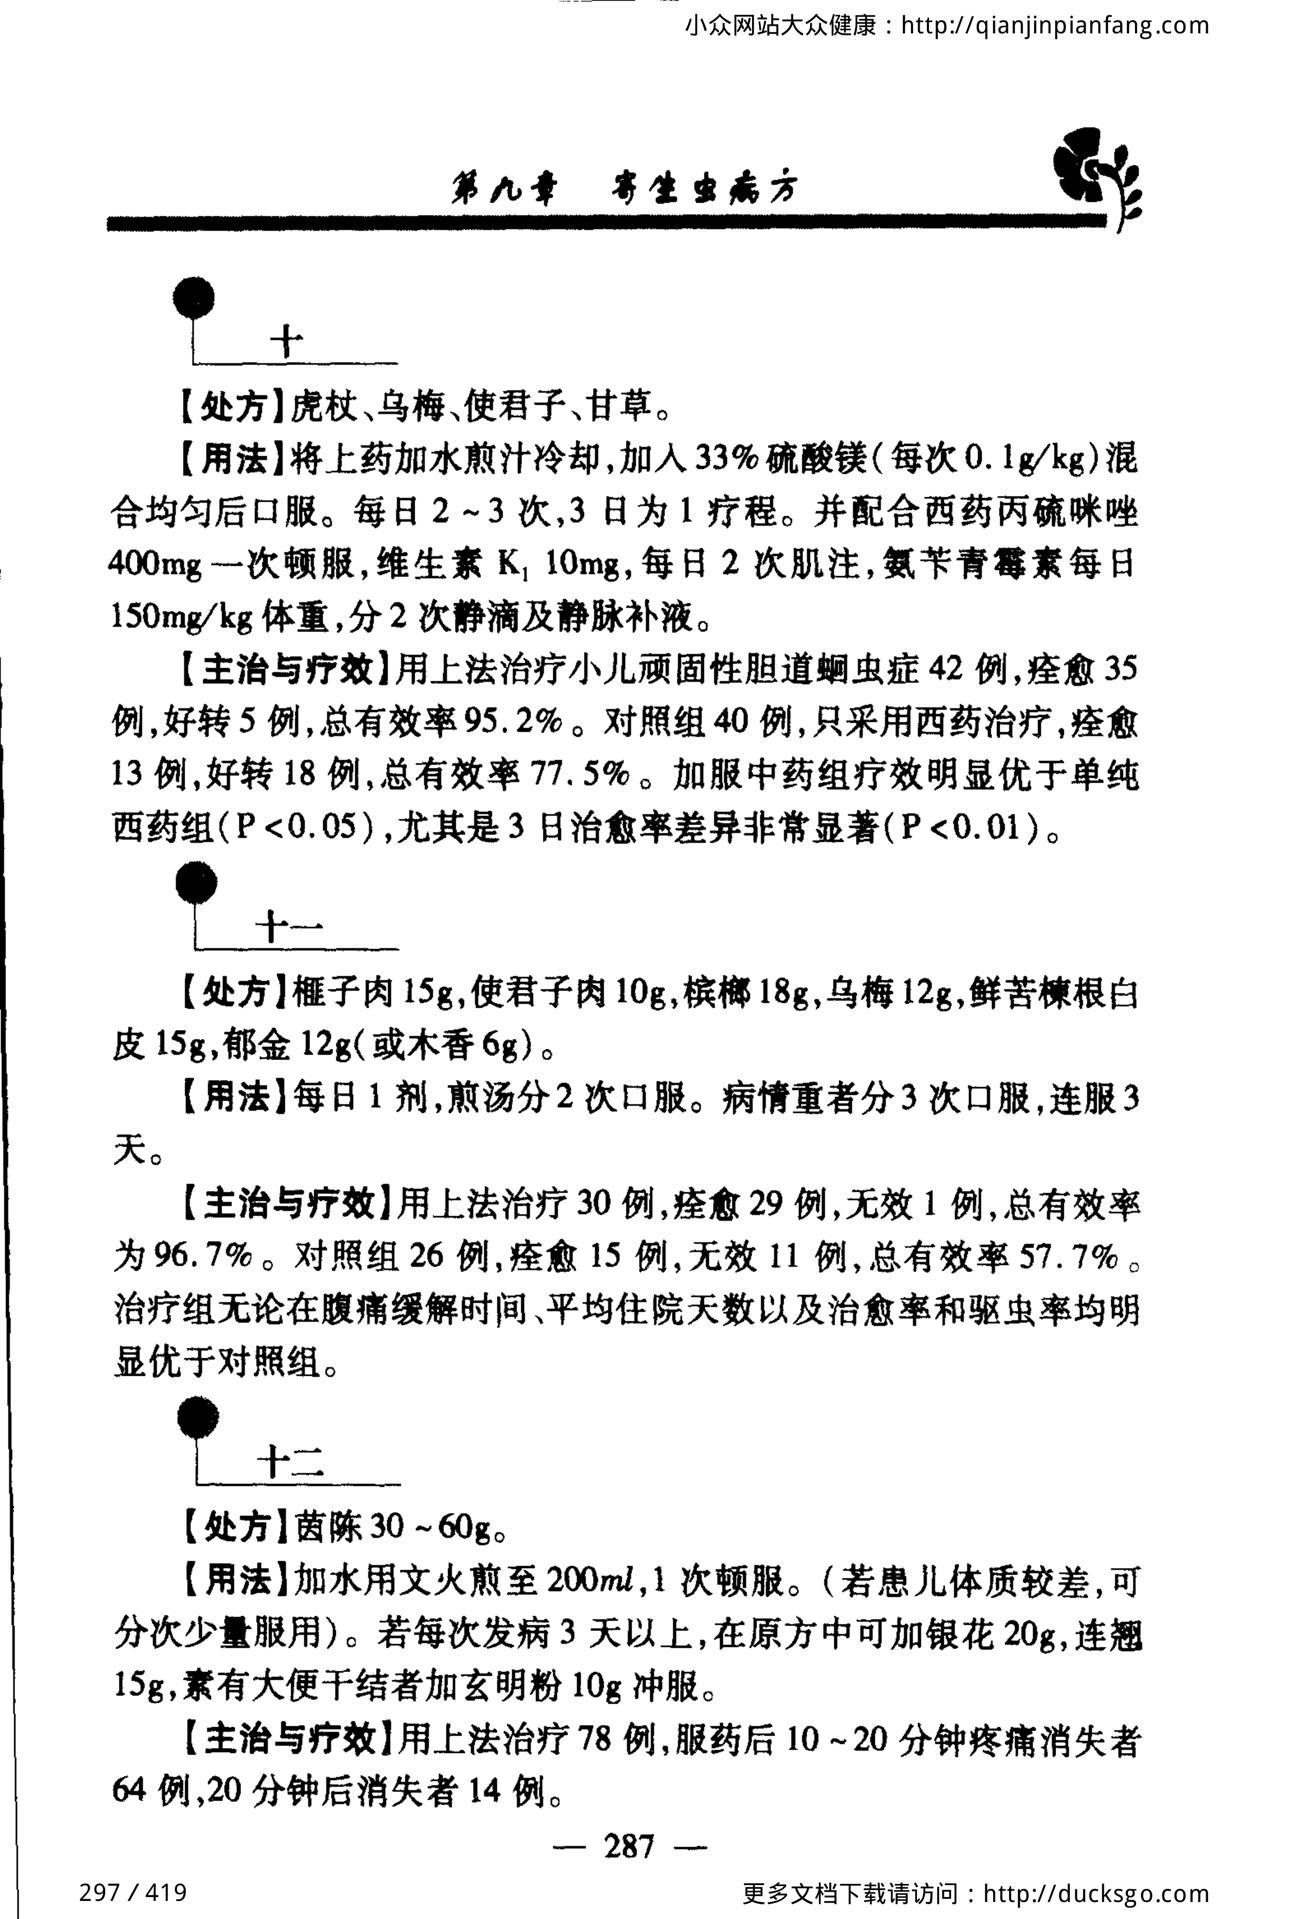 小众网站大众健康：http://qianjinpianfang.com
第九章 寄生虫病方
十
【处方】虎杖、乌梅、使君子、甘草。
【用法】将上药加水煎汁冷却,加入33%硫酸镁(每次0.1g/kg)混
合均匀后口服。每日2~3次,3日为1疗程。并配合西药丙硫咪唑
400mg一次顿服,维生素K₁ 10mg,每日2次肌注,氨苄青霉素每日
150mg/kg体重,分2次静滴及静脉补液。
【主治与疗效】用上法治疗小儿顽固性胆道蛔虫症42例,痊愈35
例,好转5例,总有效率95.2%。对照组40例,只采用西药治疗,痊愈
13例,好转18例,总有效率77.5%。加服中药组疗效明显优于单纯
西药组(P<0.05),尤其是3日治愈率差异非常显著(P<0.01)。
十一
【处方】榧子肉15g,使君子肉10g,槟榔18g,乌梅12g,鲜苦楝根白
皮15g,郁金12g(或木香6g)。
【用法】每日1剂,煎汤分2次口服。病情重者分3次口服,连服3
天。
【主治与疗效】用上法治疗30例,痊愈29例,无效1例,总有效率
为96.7%。对照组26例,痊愈15例,无效11例,总有效率57.7%。
治疗组无论在腹痛缓解时间、平均住院天数以及治愈率和驱虫率均明
显优于对照组。
十二
【处方】茵陈30~60g。
【用法】加水用文火煎至200ml,1次顿服。(若患儿体质较差,可
分次少量服用)。若每次发病3天以上,在原方中可加银花20g,连翘
15g,素有大便干结者加玄明粉10g冲服。
【主治与疗效】用上法治疗78例,服药后10~20分钟疼痛消失者
64例,20分钟后消失者14例。
— 287 —
297 / 419
更多文档下载请访问：http://ducksgo.com